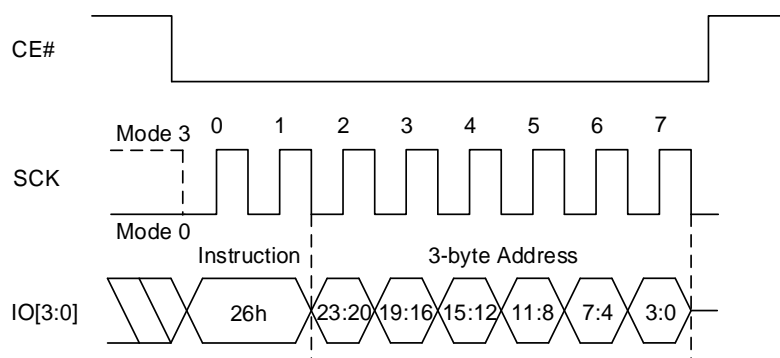 CE#
Mode 3 0 1 2 3 4 5 6 7
SCK
Mode 0
Instruction 3-byte Address
IO[3:0] 26h 23:20 19:16 15:12 11:8 7:4 3:0